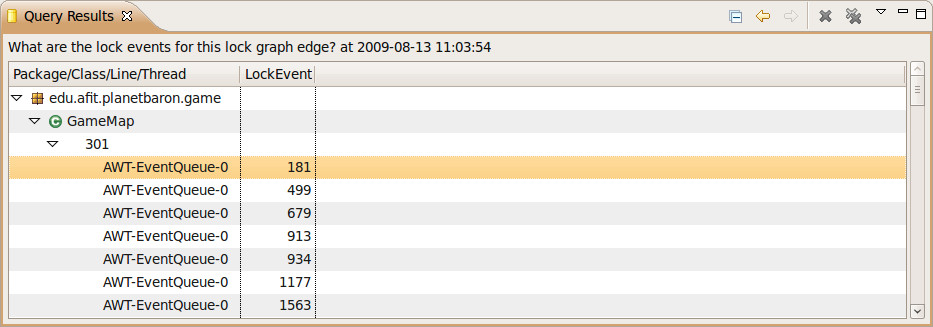 Query Results
What are the lock events for this lock graph edge? at 2009-08-13 11:03:54
Package/Class/Line/Thread LockEvent
edu.afit.planetbaron.game
C GameMap
301
AWT-EventQueue-0 181
AWT-EventQueue-0 499
AWT-EventQueue-0 679
AWT-EventQueue-0 913
AWT-EventQueue-0 934
AWT-EventQueue-0 1177
AWT-EventQueue-0 1563